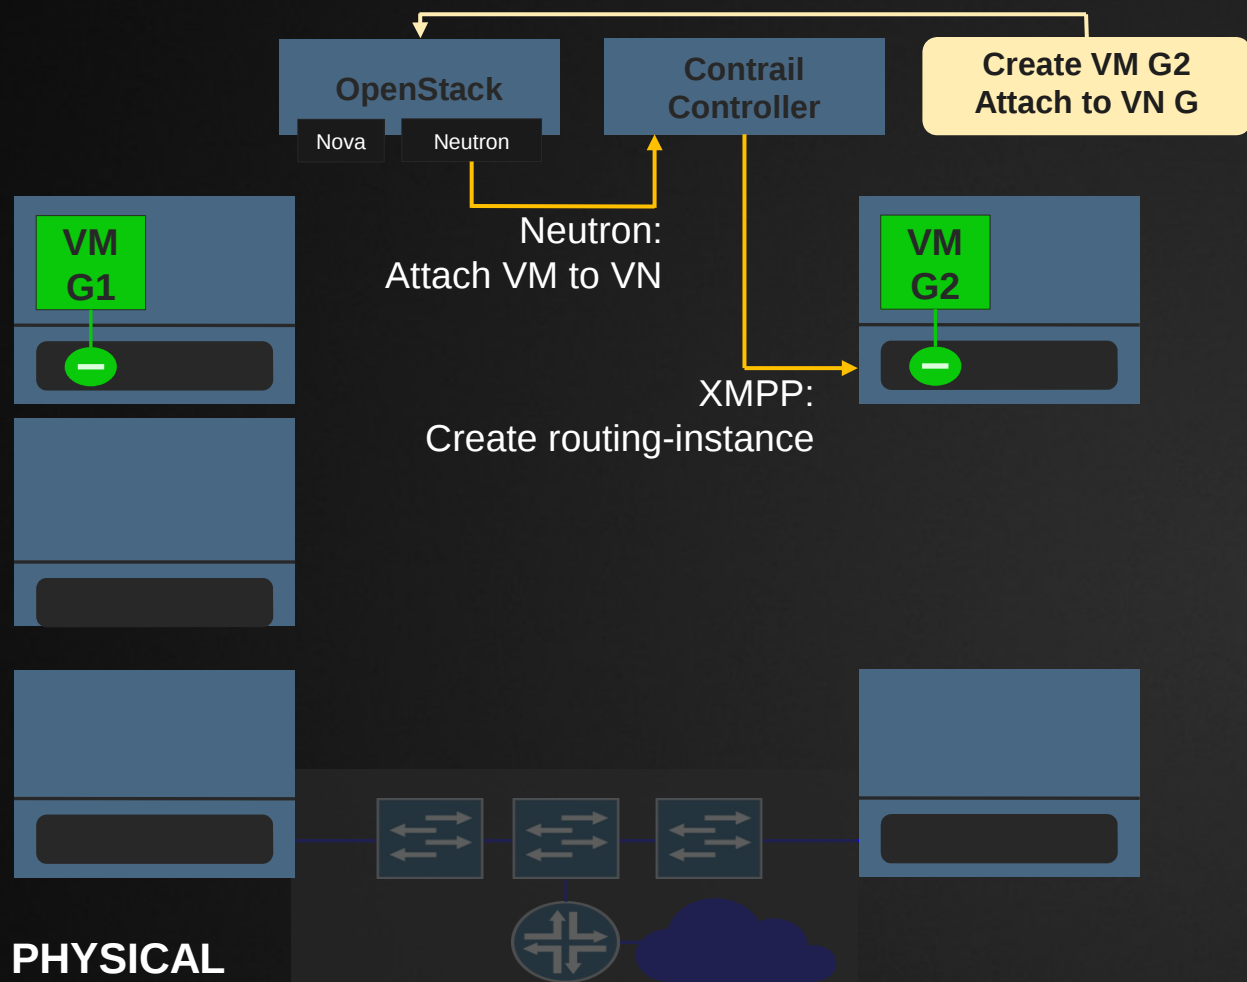 OpenStack
Nova
Neutron
Contrail
Controller
Create VM G2
Attach to VN G
Neutron:
Attach VM to VN
VM
G1
VM
G2
XMPP:
Create routing-instance
PHYSICAL